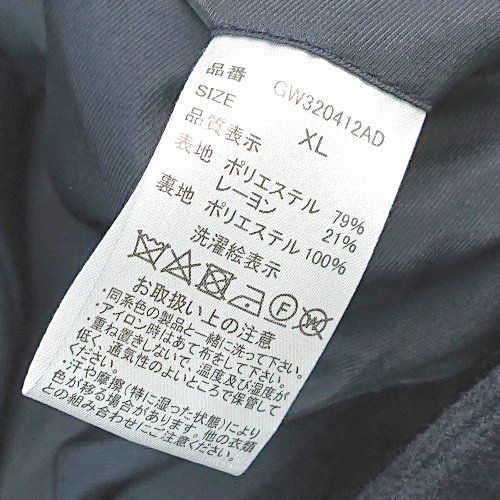 品番 GW320412AD
SIZE XL
品質表示
表地 ポリエステル 79%
レーヨン 21%
裏地 ポリエステル 100%
洗濯絵表示
お取扱い上の注意
・同系色の製品と一緒に洗って下さい。
・アイロン時はあて布をして下さい。
・重ね置きしないで、温度及び湿度が
低く、通気性のよいところで保管して
ください。
・汗や摩擦(特に湿った状態)により
色が移る場合があります。他の衣類
との組み合わせにご注意ください。